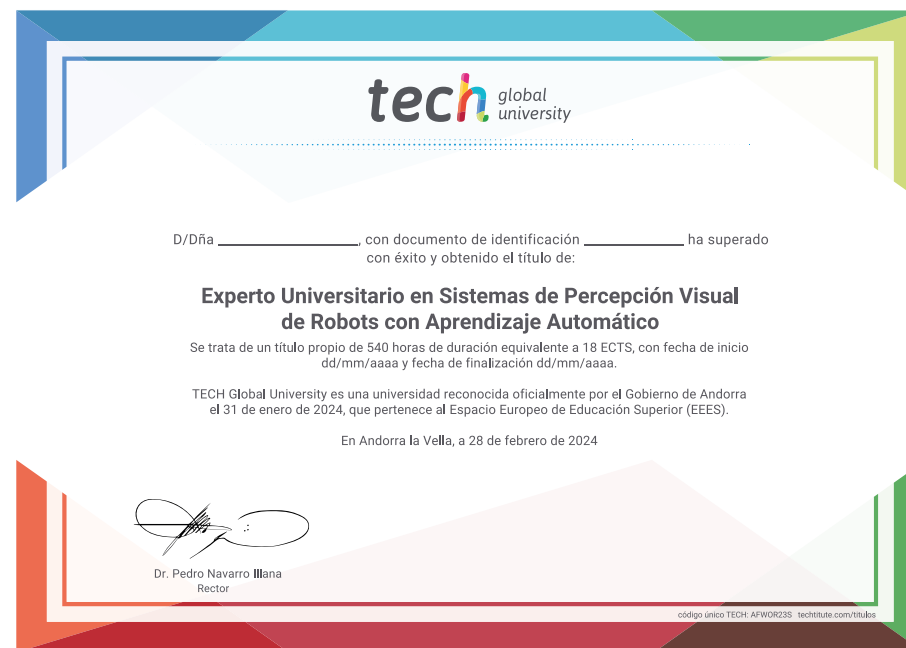 tech global university
D/Dña ____________________, con documento de identificación ______________ ha superado
con éxito y obtenido el título de:
Experto Universitario en Sistemas de Percepción Visual
de Robots con Aprendizaje Automático
Se trata de un título propio de 540 horas de duración equivalente a 18 ECTS, con fecha de inicio
dd/mm/aaaa y fecha de finalización dd/mm/aaaa.
TECH Global University es una universidad reconocida oficialmente por el Gobierno de Andorra
el 31 de enero de 2024, que pertenece al Espacio Europeo de Educación Superior (EEES).
En Andorra la Vella, a 28 de febrero de 2024
Dr. Pedro Navarro Illana
Rector
código único TECH: AFWOR23S techtitute.com/titulos